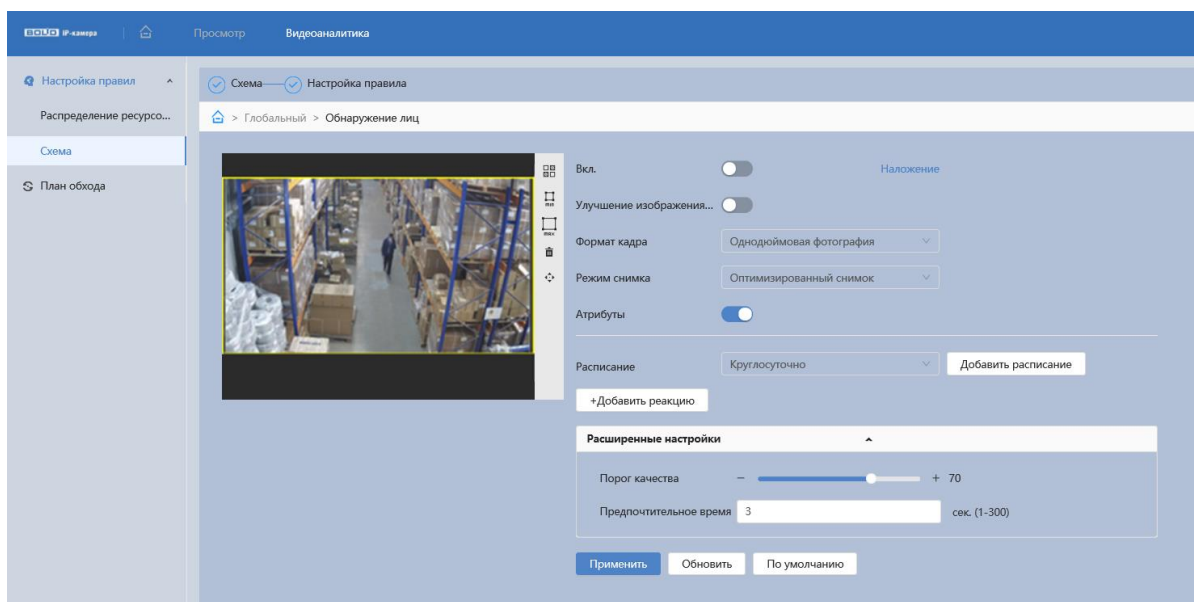 BOLID IP-камера
Просмотр
Видеоаналитика
Настройка правил
Распределение ресурсо...
Схема
План обхода
Схема
Настройка правила
> Глобальный > Обнаружение лиц
min
max
Вкл.
Наложение
Улучшение изображения...
Формат кадра
Однодюймовая фотография
Режим снимка
Оптимизированный снимок
Атрибуты
Расписание
Круглосуточно
Добавить расписание
+Добавить реакцию
Расширенные настройки
Порог качества
− + 70
Предпочтительное время 3 сек. (1-300)
Применить
Обновить
По умолчанию